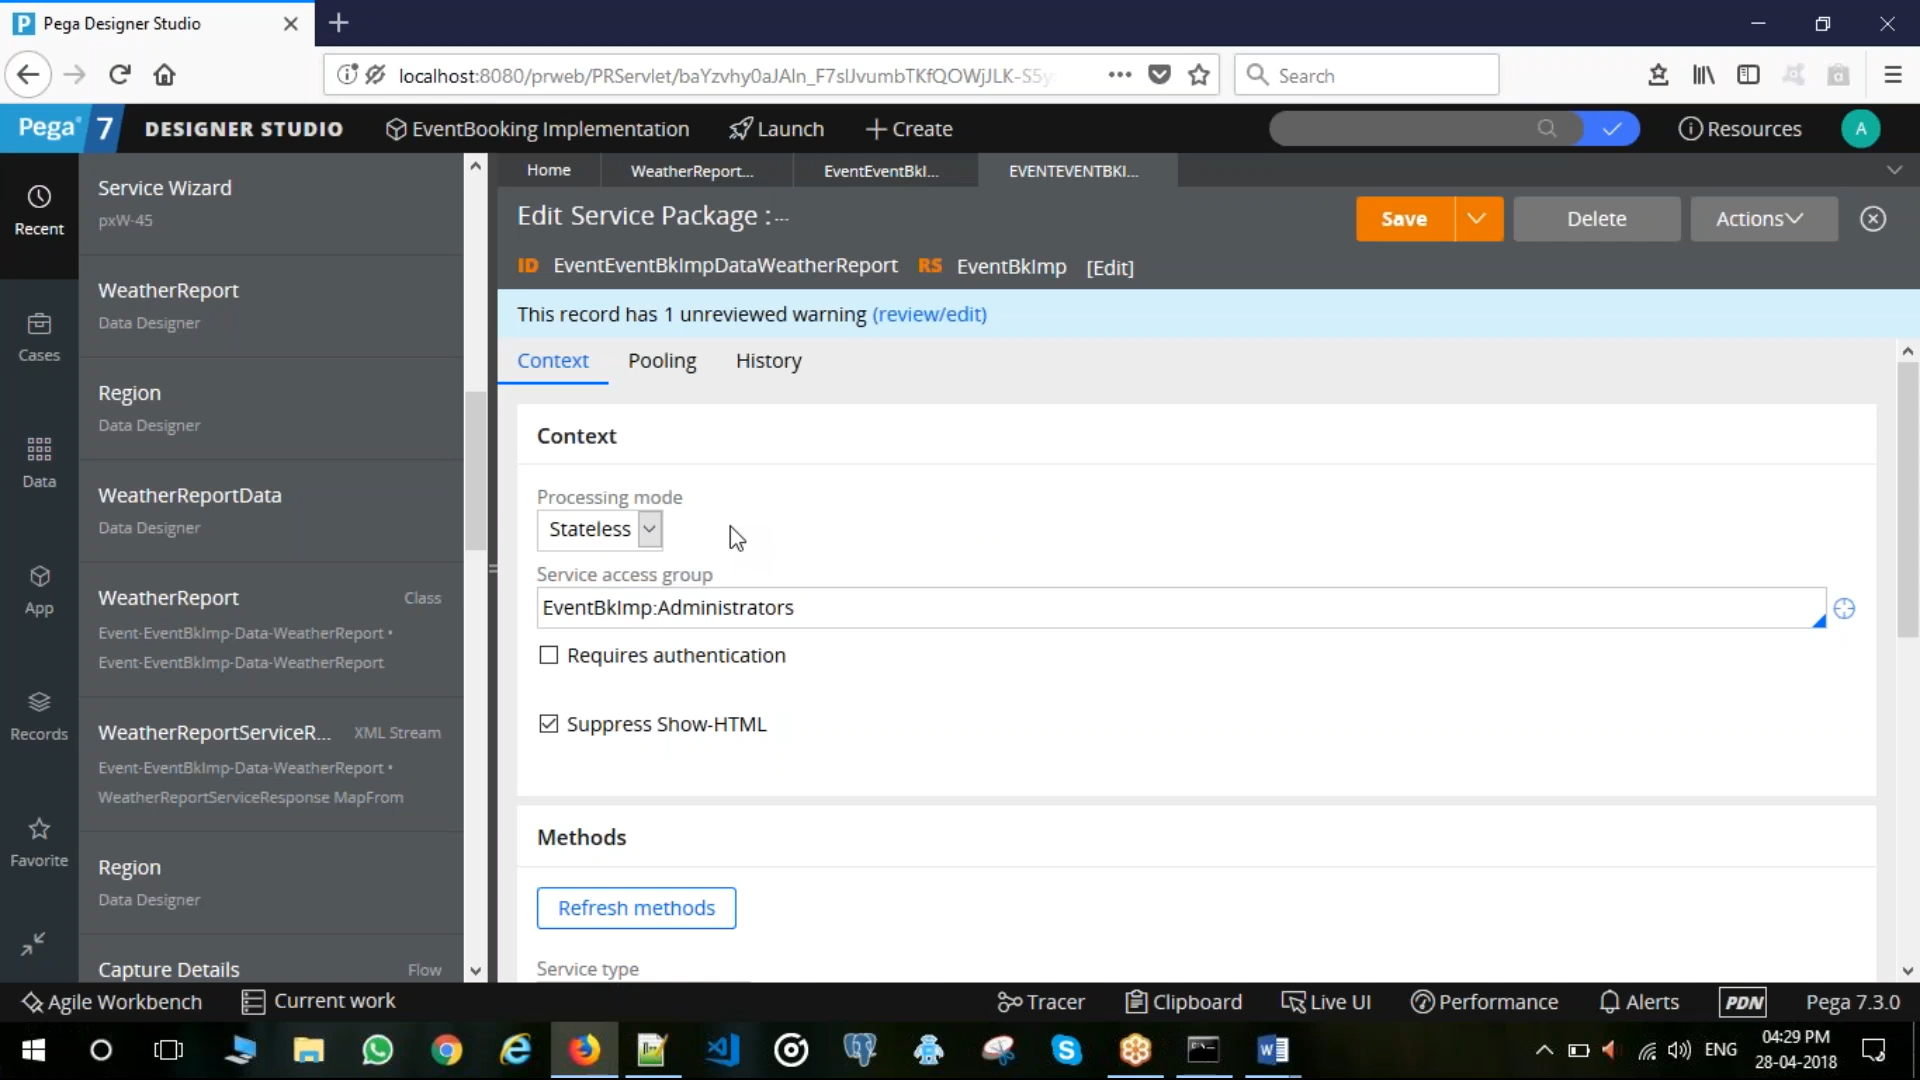 Pega Designer Studio
localhost:8080/prweb/PRServlet/baYzvhy0aJAln_F7slJvumbTKfQOWjJLK-S5y
Search
Pega 7
DESIGNER STUDIO
EventBooking Implementation
Launch
Create
Resources
A
Recent
Cases
Data
App
Records
Favorite
Service Wizard
pxW-45
WeatherReport
Data Designer
Region
Data Designer
WeatherReportData
Data Designer
WeatherReport Class
Event-EventBkImp-Data-WeatherReport •
Event-EventBkImp-Data-WeatherReport
WeatherReportServiceR... XML Stream
Event-EventBkImp-Data-WeatherReport •
WeatherReportServiceResponse MapFrom
Region
Data Designer
Capture Details Flow
Home
WeatherReport...
EventEventBkI...
EVENTEVENTBKI...
Edit Service Package :...
Save
Delete
Actions
ID EventEventBkImpDataWeatherReport RS EventBkImp [Edit]
This record has 1 unreviewed warning (review/edit)
Context Pooling History
Context
Processing mode
Stateless
Service access group
EventBkImp:Administrators
Requires authentication
Suppress Show-HTML
Methods
Refresh methods
Service type
Agile Workbench
Current work
Tracer
Clipboard
Live UI
Performance
Alerts
PDN
Pega 7.3.0
ENG
04:29 PM
28-04-2018